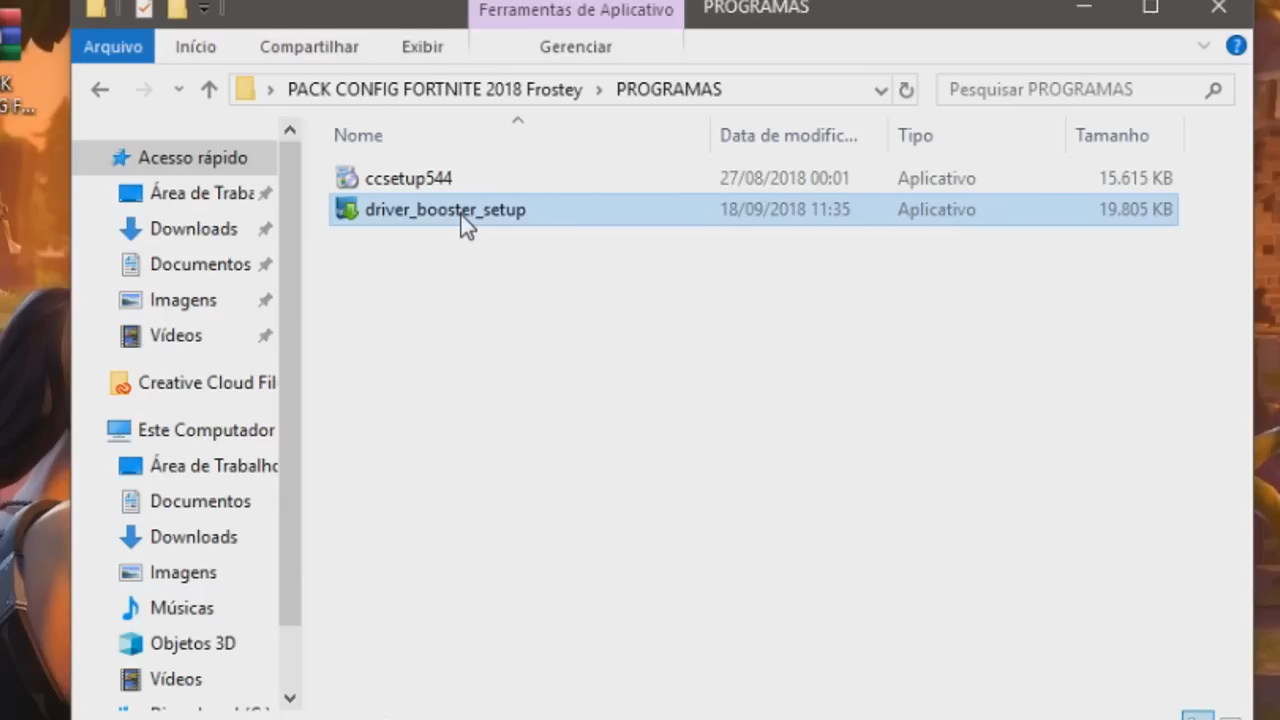 Ferramentas de Aplicativo PROGRAMAS
Arquivo Início Compartilhar Exibir Gerenciar
PACK CONFIG FORTNITE 2018 Frostey PROGRAMAS Pesquisar PROGRAMAS
Nome Data de modific... Tipo Tamanho
ccsetup544 27/08/2018 00:01 Aplicativo 15.615 KB
driver_booster_setup 18/09/2018 11:35 Aplicativo 19.805 KB
Acesso rápido
Área de Traba
Downloads
Documentos
Imagens
Vídeos
Creative Cloud Fil
Este Computador
Área de Trabalho
Documentos
Downloads
Imagens
Músicas
Objetos 3D
Vídeos
K
G F...